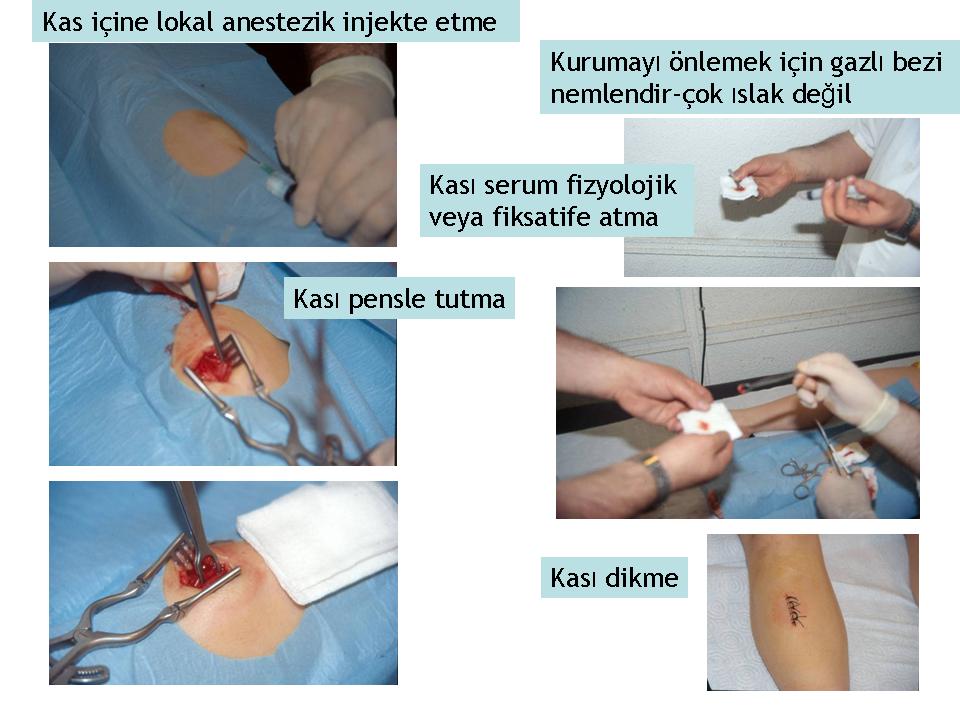 Kas içine lokal anestezik injekte etme
Kurumayı önlemek için gazlı bezi
nemlendir-çok ıslak değil
Kası serum fizyolojik
veya fiksatife atma
Kası pensle tutma
Kası dikme